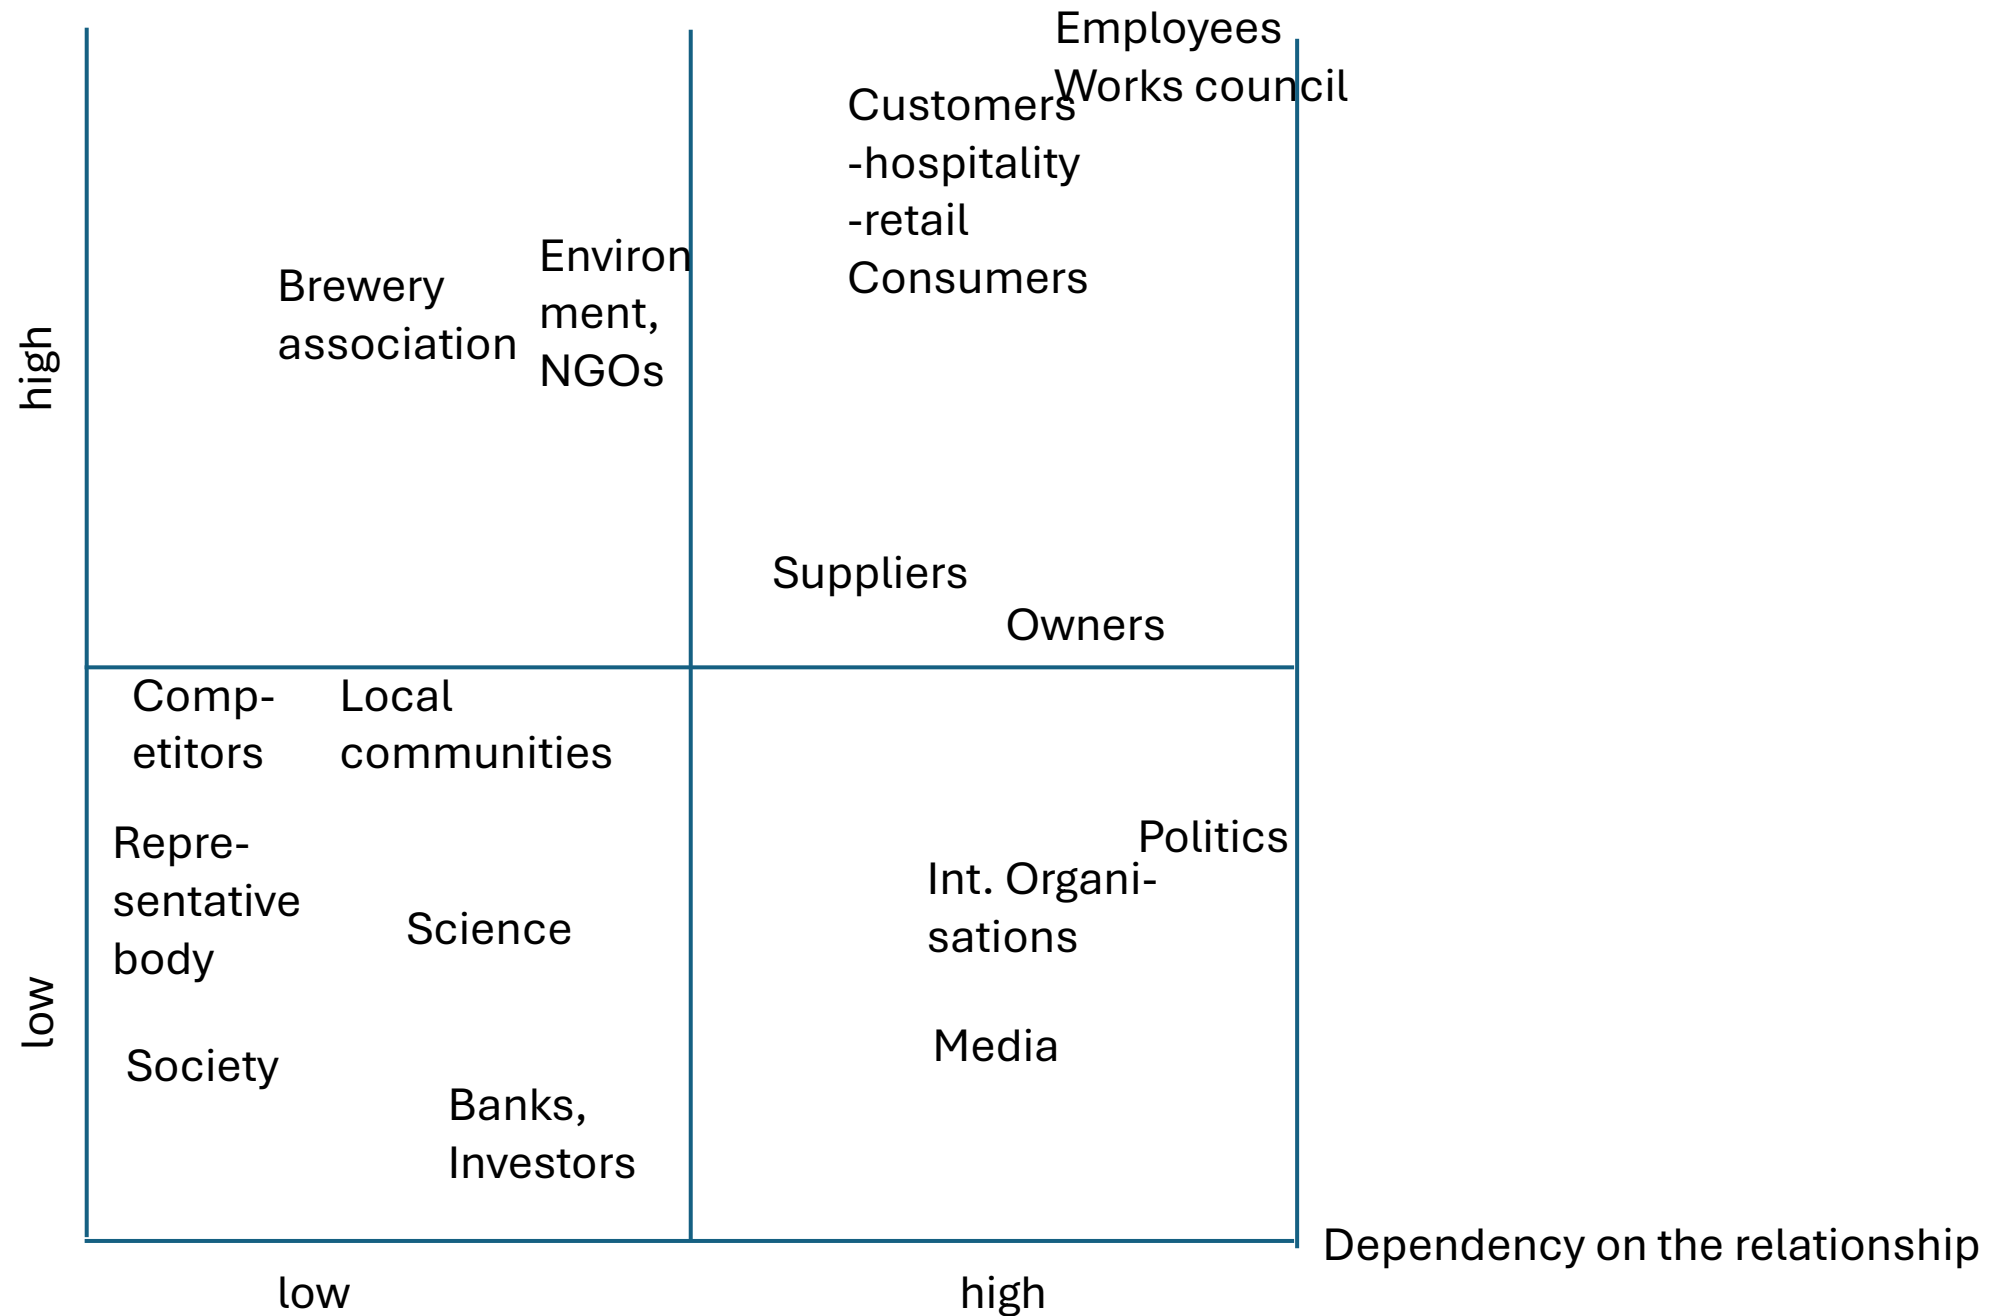 Employees
Works council
Customers
-hospitality
-retail
Consumers
Environ
ment,
NGOs
Brewery
association
high
Suppliers
Owners
Comp-
etitors
Local
communities
Politics
Repre-
sentative
body
Int. Organi-
sations
Science
low
Media
Society
Banks,
Investors
Dependency on the relationship
low
high